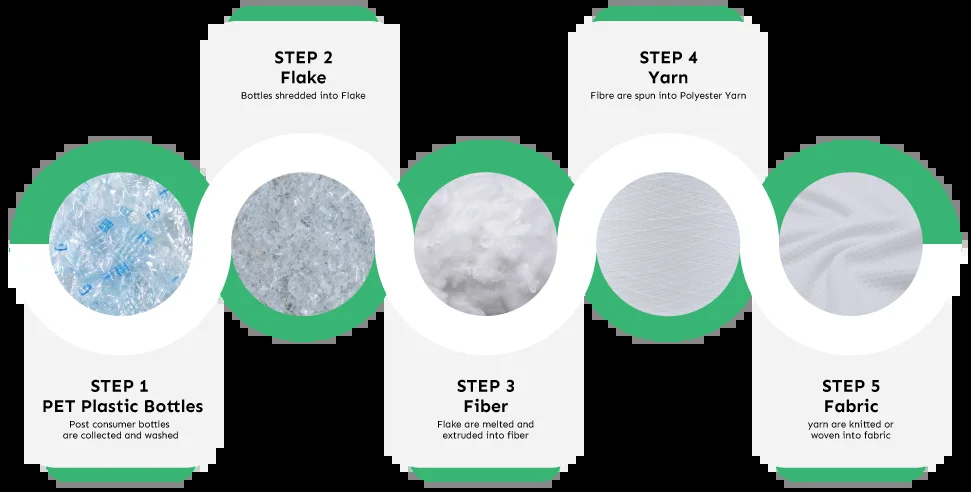 STEP 1
PET Plastic Bottles
Post consumer bottles
are collected and washed
STEP 2
Flake
Bottles shredded into Flake
STEP 3
Fiber
Flake are melted and
extruded into fiber
STEP 4
Yarn
Fibre are spun into Polyester Yarn
STEP 5
Fabric
yarn are knitted or
woven into fabric